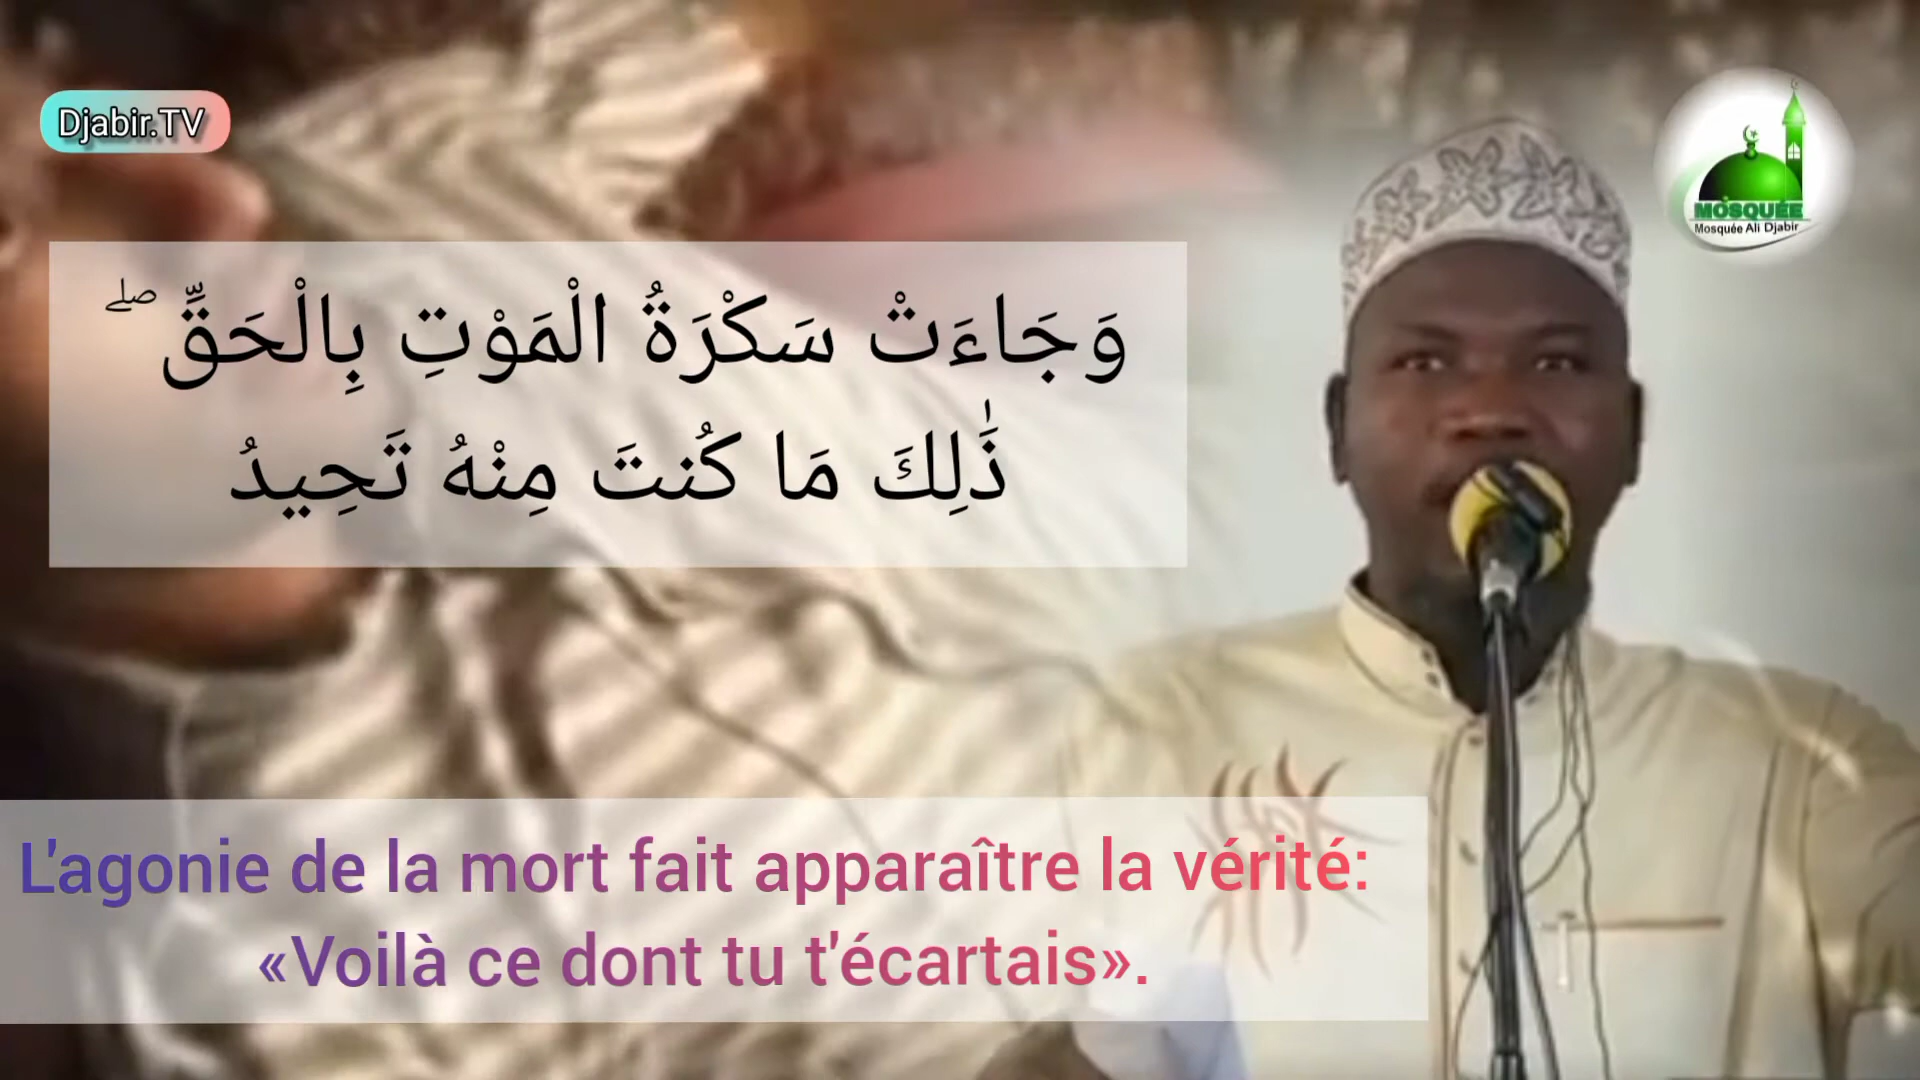 Djabir.TV
MOSQUÉE
Mosquée Ali Djabir
وَجَاءَتْ سَكْرَةُ الْمَوْتِ بِالْحَقِّ ۖ
ذَٰلِكَ مَا كُنتَ مِنْهُ تَحِيدُ
L'agonie de la mort fait apparaître la vérité:
«Voilà ce dont tu t'écartais».